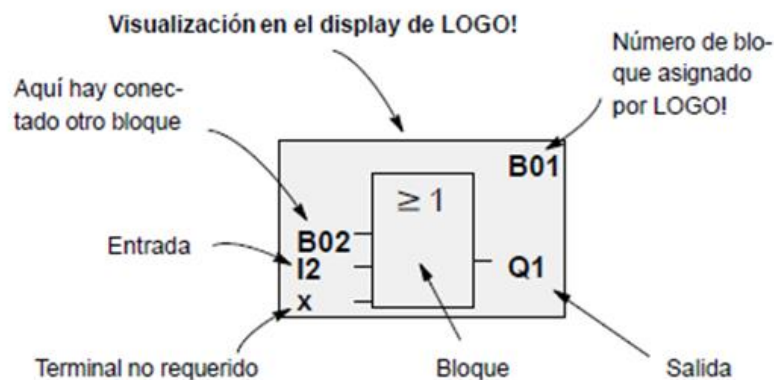 Visualización en el display de LOGO!
Número de blo-
que asignado
por LOGO!
Aquí hay conec-
tado otro bloque
B01
≥ 1
B02
Entrada
I2
Q1
x
Terminal no requerido
Bloque
Salida